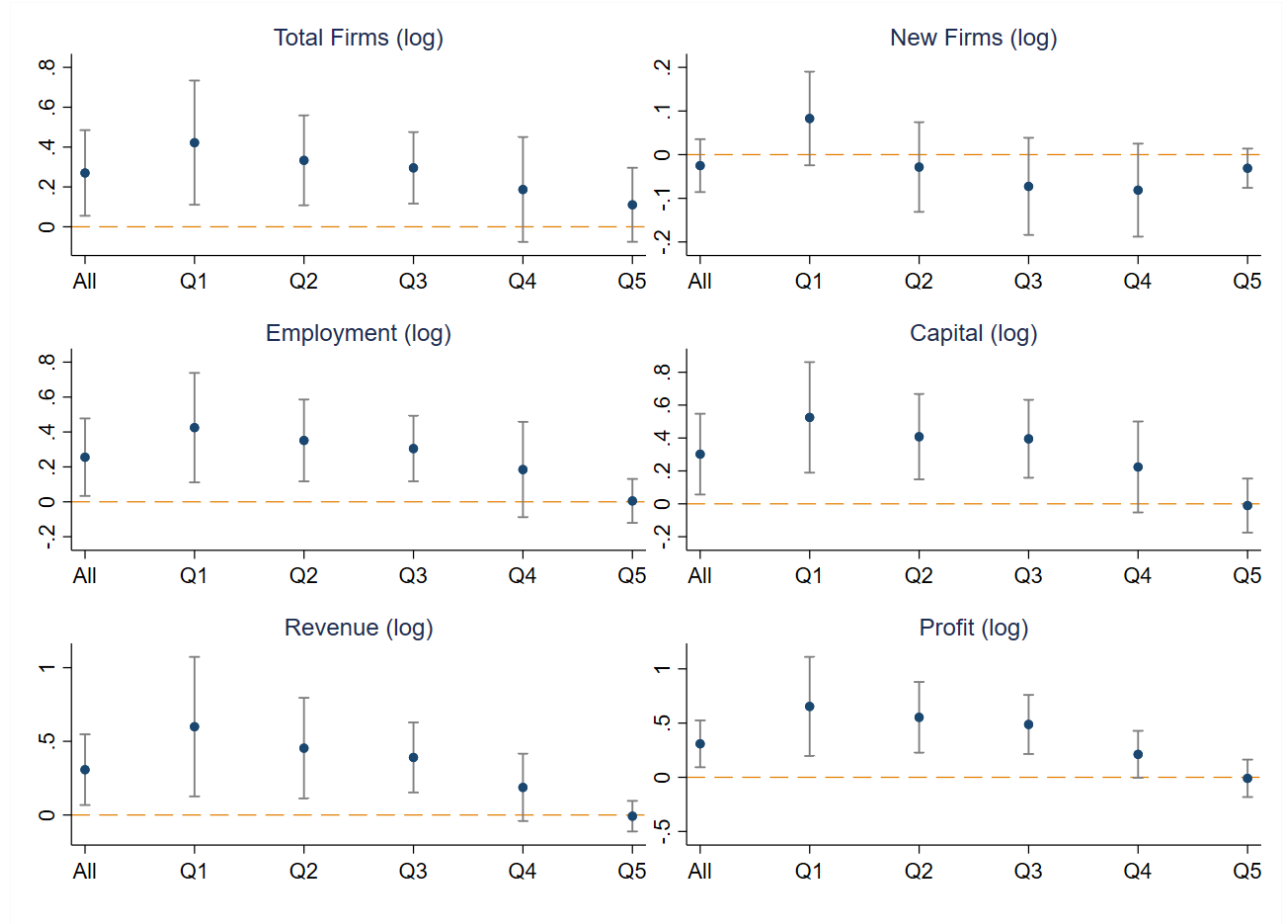 Total Firms (log)
.8
.6
.4
.2
0
All Q1 Q2 Q3 Q4 Q5
New Firms (log)
.2
.1
0
-.1
-.2
All Q1 Q2 Q3 Q4 Q5
Employment (log)
.8
.6
.4
.2
0
-.2
All Q1 Q2 Q3 Q4 Q5
Capital (log)
.8
.6
.4
.2
0
-.2
All Q1 Q2 Q3 Q4 Q5
Revenue (log)
1
.5
0
All Q1 Q2 Q3 Q4 Q5
Profit (log)
1
.5
0
-.5
All Q1 Q2 Q3 Q4 Q5